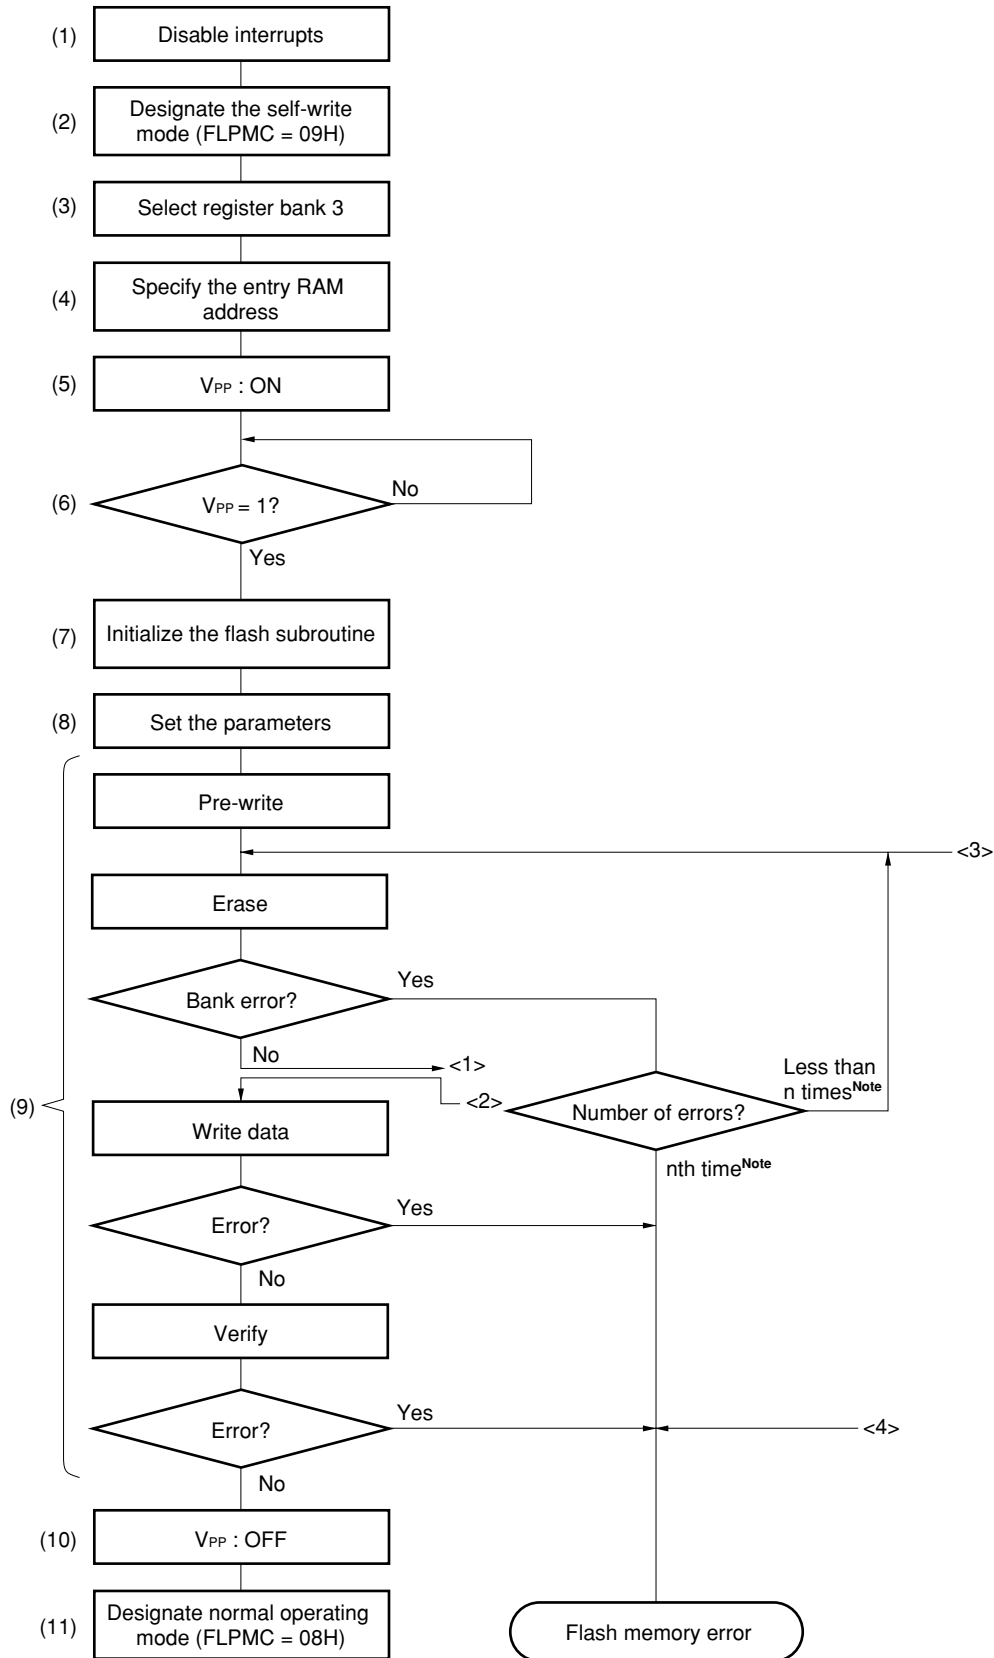 (1)
Disable interrupts
(2)
Designate the self-write
mode (FLPMC = 09H)
(3)
Select register bank 3
(4)
Specify the entry RAM
address
(5)
VPP : ON
(6)
VPP = 1?
No
Yes
(7)
Initialize the flash subroutine
(8)
Set the parameters
(9)
Pre-write
<3>
Erase
Bank error?
Yes
No
<1>
<2>
Number of errors?
Less than
n timesNote
nth timeNote
Write data
Error?
Yes
No
Verify
Error?
Yes
<4>
No
(10)
VPP : OFF
(11)
Designate normal operating
mode (FLPMC = 08H)
Flash memory error